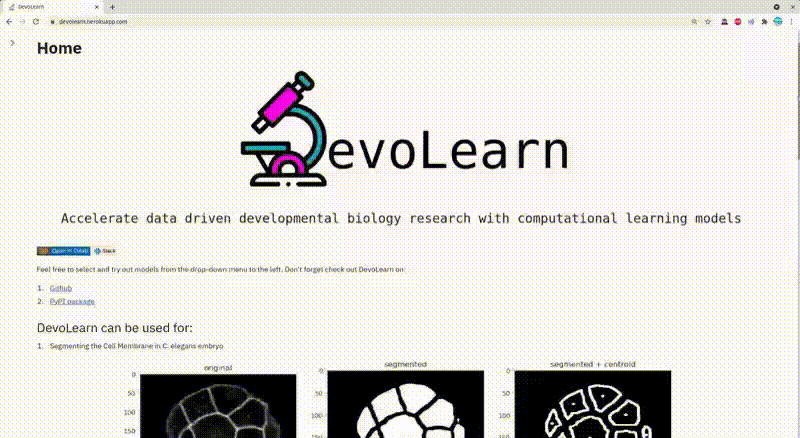 DevoLearn
devolearn.herokuapp.com
Home
evoLearn
Accelerate data driven developmental biology research with computational learning models
Open in Colab Slack
Feel free to select and try out models from the drop-down menu to the left. Don't forget check out DevoLearn on:
1. Github
2. PyPI package
DevoLearn can be used for:
1. Segmenting the Cell Membrane in C. elegans embryo
original segmented segmented + centroid
0 0 0
50 50 50
100 100 100
150 150 150